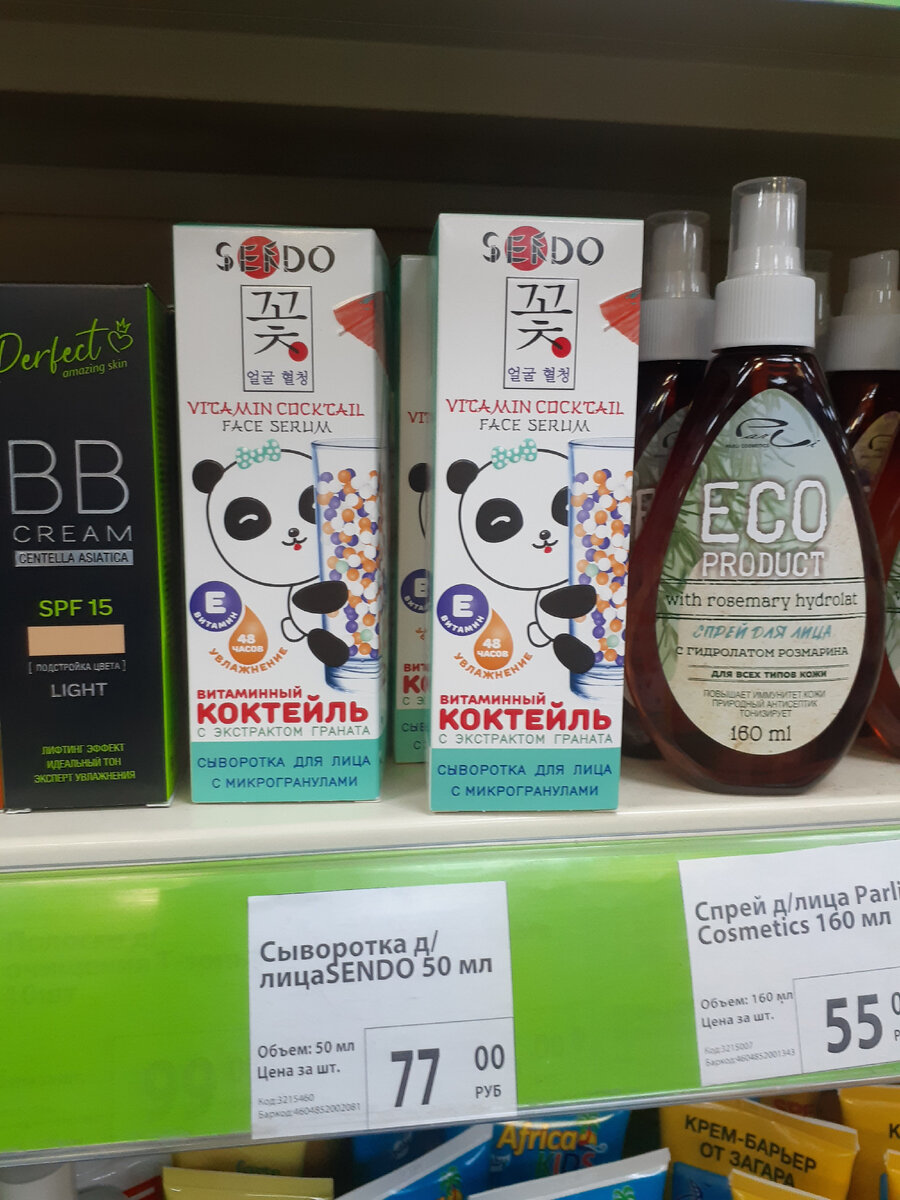 Perfect
amazing skin
BB
CREAM
CENTELLA ASIATICA
SPF 15
[ ПОДСТРОЙКА ЦВЕТА ]
LIGHT
ЛИФТИНГ ЭФФЕКТ
ИДЕАЛЬНЫЙ ТОН
ЭКСПЕРТ УВЛАЖНЕНИЯ
SENDO
꽃
얼굴 혈청
VITAMIN COCKTAIL
FACE SERUM
E
ВИТАМИН
48
ЧАСОВ
УВЛАЖНЕНИЕ
ВИТАМИННЫЙ
КОКТЕЙЛЬ
С ЭКСТРАКТОМ ГРАНАТА
СЫВОРОТКА ДЛЯ ЛИЦА
С МИКРОГРАНУЛАМИ
SENDO
꽃
얼굴 혈청
VITAMIN COCKTAIL
FACE SERUM
E
ВИТАМИН
48
ЧАСОВ
УВЛАЖНЕНИЕ
ВИТАМИННЫЙ
КОКТЕЙЛЬ
С ЭКСТРАКТОМ ГРАНАТА
СЫВОРОТКА ДЛЯ ЛИЦА
С МИКРОГРАНУЛАМИ
ECO
PRODUCT
with rosemary hydrolat
СПРЕЙ ДЛЯ ЛИЦА
С ГИДРОЛАТОМ РОЗМАРИНА
ДЛЯ ВСЕХ ТИПОВ КОЖИ
ПОВЫШАЕТ ИММУНИТЕТ КОЖИ
ПРИРОДНЫЙ АНТИСЕПТИК
ТОНИЗИРУЕТ
160 ml
Сыворотка д/
лицаSENDO 50 мл
Объем: 50 мл
Цена за шт.
Код:3215460
Баркод:4604852002081
77 00
РУБ
Спрей д/лица Parli
Cosmetics 160 мл
Объем: 160 мл
Цена за шт.
Код:3215007
Баркод:4604852001343
55
Africa
KIDS
КРЕМ-БАРЬЕР
ОТ ЗАГАРА